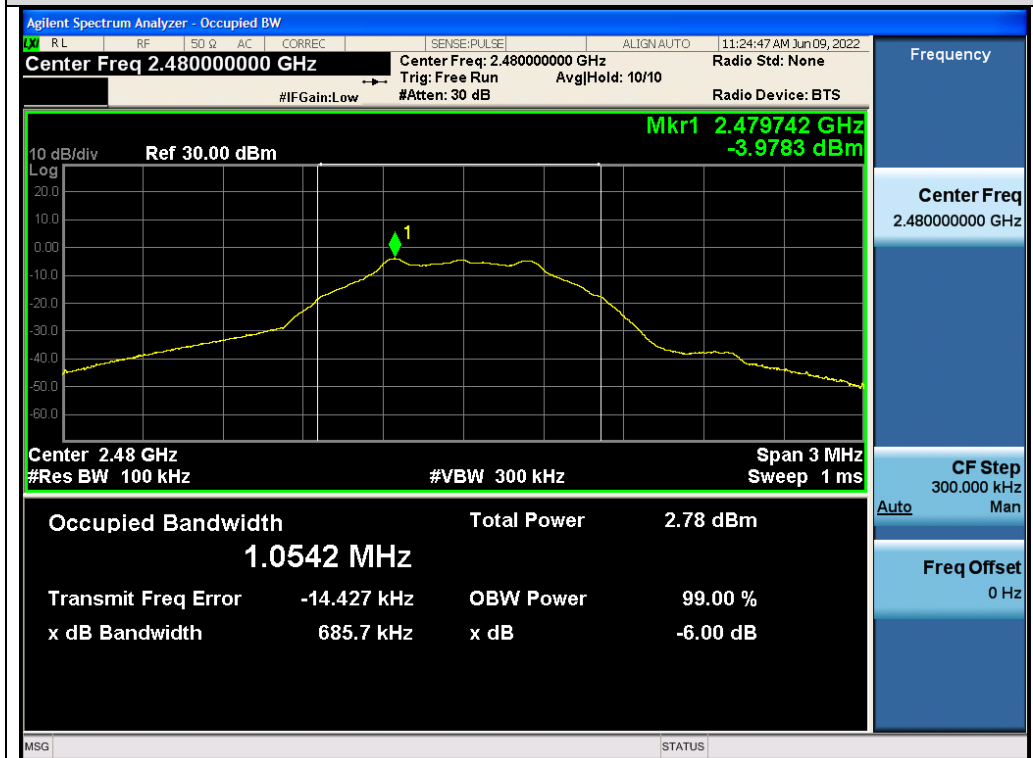 Agilent Spectrum Analyzer - Occupied BW
LXI RL RF 50 Ω AC CORREC SENSE:PULSE ALIGN AUTO 11:24:47 AM Jun 09, 2022
Center Freq 2.480000000 GHz
Center Freq: 2.480000000 GHz
Radio Std: None
Trig: Free Run Avg|Hold: 10/10
#IFGain:Low #Atten: 30 dB Radio Device: BTS
Mkr1 2.479742 GHz
-3.9783 dBm
10 dB/div Ref 30.00 dBm
Log
20.0
10.0
1
0.00
-10.0
-20.0
-30.0
-40.0
-50.0
-60.0
Center 2.48 GHz Span 3 MHz
#Res BW 100 kHz #VBW 300 kHz Sweep 1 ms
Occupied Bandwidth Total Power 2.78 dBm
1.0542 MHz
Transmit Freq Error -14.427 kHz OBW Power 99.00 %
x dB Bandwidth 685.7 kHz x dB -6.00 dB
Frequency
Center Freq
2.480000000 GHz
CF Step
300.000 kHz
Auto Man
Freq Offset
0 Hz
MSG STATUS